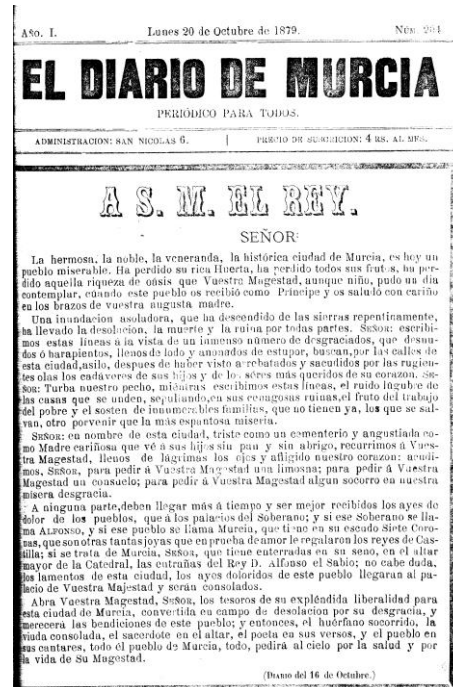 Año. I.
Lunes 20 de Octubre de 1879.
Núm. 204
EL DIARIO DE MURCIA
PERIÓDICO PARA TODOS.
ADMINISTRACION: SAN NICOLAS 6.
PRECIO DE SUSCRICION: 4 RS. AL MES.
A S. M. EL REY.
SEÑOR:
La hermosa, la noble, la veneranda, la histórica ciudad de Murcia, es hoy un
pueblo miserable. Ha perdido su rica Huerta, ha perdido todos sus frutos, ha per-
dido aquella riqueza de oásis que Vuestro Magestad, aunque niño, pudo un dia
contemplar, cuando este pueblo os recibió como Príncipe y os saludó con cariño
en los brazos de vuestra augusta madre.
Una inundacion asoladora, que ha descendido de las sierras repentinamente,
ha llevado la desolacion, la muerte y la ruina por todas partes. SEÑOR: escribi-
mos estas líneas á la vista de un inmenso número de desgraciados, que desnu-
dos ó harapientos, llenos de lodo y anonados de estupor, buscan, por las calles de
esta ciudad, asilo, despues de haber visto arrebatados y sacudidos por las rugien-
tes olas los cadáveres de sus hijos y de los séres más queridos de su corazon. SE-
ÑOR: Turba nuestro pecho, miéntras escribimos estas líneas, el ruido lúgubre de
las casas que se unden, sepultando, en sus cenagosas ruinas, el fruto del trabajo
del pobre y el sosten de innumerables familias, que no tienen ya, los que se sal-
van, otro porvenir que la más espantosa miseria.
SEÑOR: en nombre de esta ciudad, triste como un cementerio y angustiada co-
mo Madre cariñosa que vé á sus hijos sin pan y sin abrigo, recurrimos á Vues-
tra Magestad, llenos de lágrimas los ojos y afligido nuestro corazon: acudi-
mos, SEÑOR, para pedir á Vuestra Magestad una limosna; para pedir á Vuestra
Magestad un consuelo; para pedir á Vuestra Magestad algun socorro en nuestra
misera desgracia.
A ninguna parte, deben llegar más á tiempo y ser mejor recibidos los ayes de
dolor de los pueblos, que á los palacios del Soberano; y si ese Soberano se lla-
ma ALFONSO, y si ese pueblo se llama Murcia, que tiene en su escudo Siete Coro-
nas, que son otras tantas joyas que en prueba de amor le regalaron los reyes de Cas-
tilla; si se trata de Murcia, SEÑOR, que tiene enterradas en su seno, en el altar
mayor de la Catedral, las entrañas del Rey D. Alfonso el Sabio; no cabe duda,
los lamentos de esta ciudad, los ayes doloridos de este pueblo llegaran al pa-
lacio de Vuestra Majestad y serán consolados.
Abra Vuestra Magestad, SEÑOR, los tesoros de su expléndida liberalidad para
esta ciudad de Murcia, convertida en campo de desolacion por su desgracia, y
merecerá las bendiciones de este pueblo; y entonces, el huérfano socorrido, la
viuda consolada, el sacerdote en el altar, el poeta en sus versos, y el pueblo en
sus cantares, todo él pueblo de Murcia, todo, pedirá al cielo por la salud y por
la vida de Su Magestad.
(DIARIO del 16 de Octubre.)